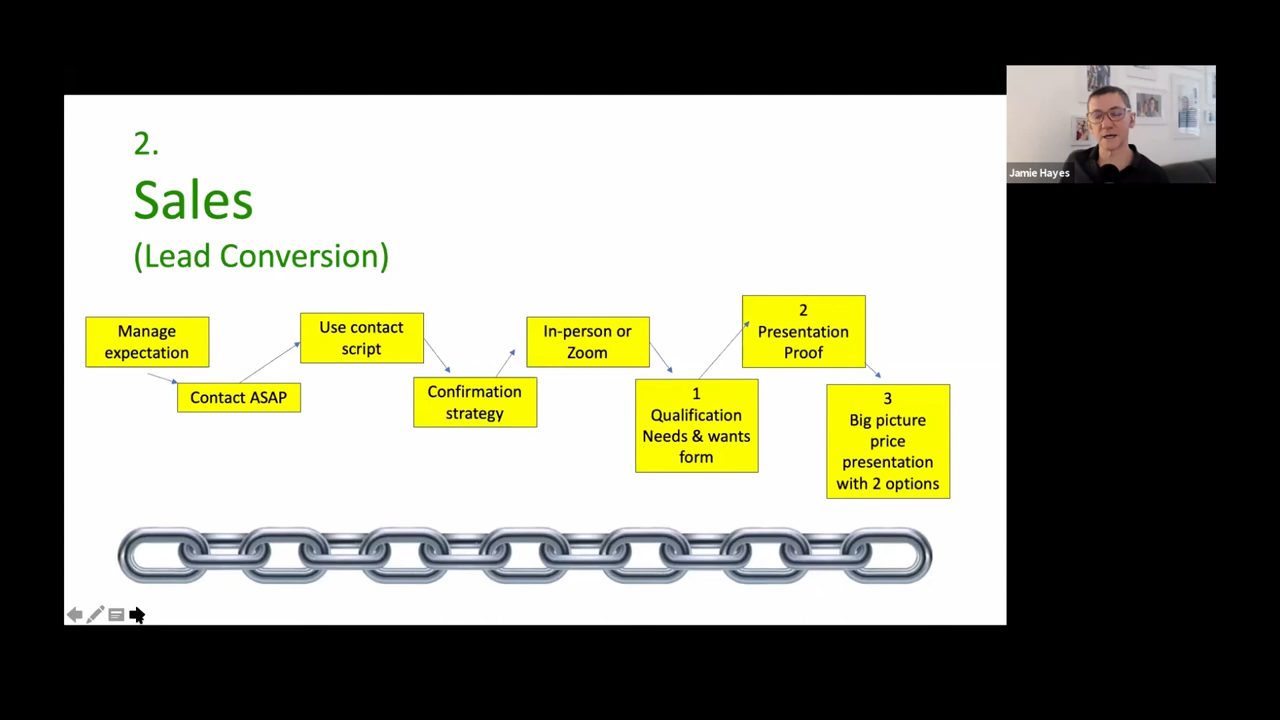 2.
Sales
(Lead Conversion)
Manage
expectation
Contact ASAP
Use contact
script
Confirmation
strategy
In-person or
Zoom
1
Qualification
Needs & wants
form
2
Presentation
Proof
3
Big picture
price
presentation
with 2 options
Jamie Hayes